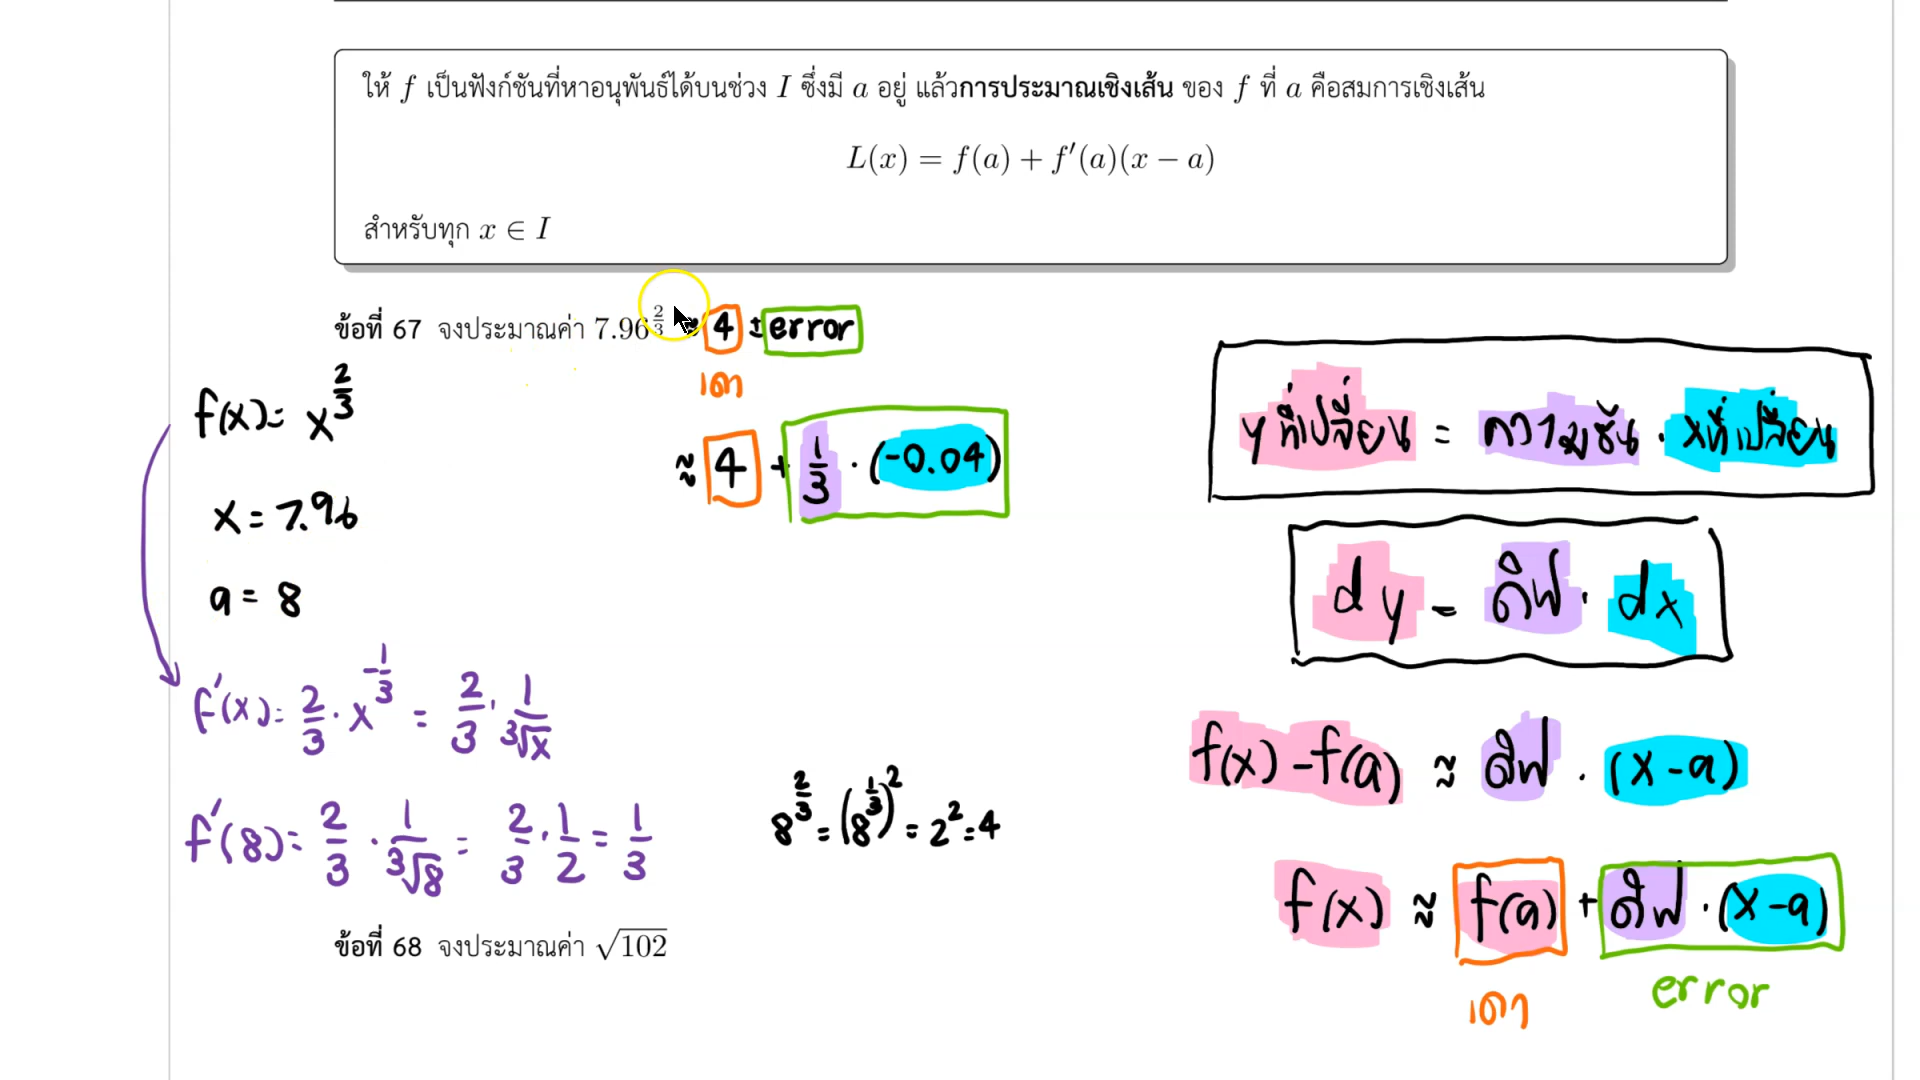 ให้ f เป็นฟังก์ชันที่หาอนุพันธ์ได้บนช่วง I ซึ่งมี a อยู่ แล้วการประมาณเชิงเส้น ของ f ที่ a คือสมการเชิงเส้น
L(x) = f(a) + f′(a)(x − a)
สำหรับทุก x ∈ I
ข้อที่ 67 จงประมาณค่า 7.96^{2/3} ≈ 4 ± error
เดา
≈ 4 + 1/3 · (-0.04)
f(x) = x^{2/3}
x = 7.96
a = 8
f'(x) = 2/3 · x^{-1/3} = 2/3 · 1/∛x
f'(8) = 2/3 · 1/∛8 = 2/3 · 1/2 = 1/3
8^{2/3} = (8^{1/3})^2 = 2^2 = 4
y ที่เปลี่ยน = ความชัน · x ที่เปลี่ยน
dy = ดิฟ · dx
f(x) - f(a) ≈ ดิฟ · (x - a)
f(x) ≈ f(a) + ดิฟ · (x - a)
เดา error
ข้อที่ 68 จงประมาณค่า √102